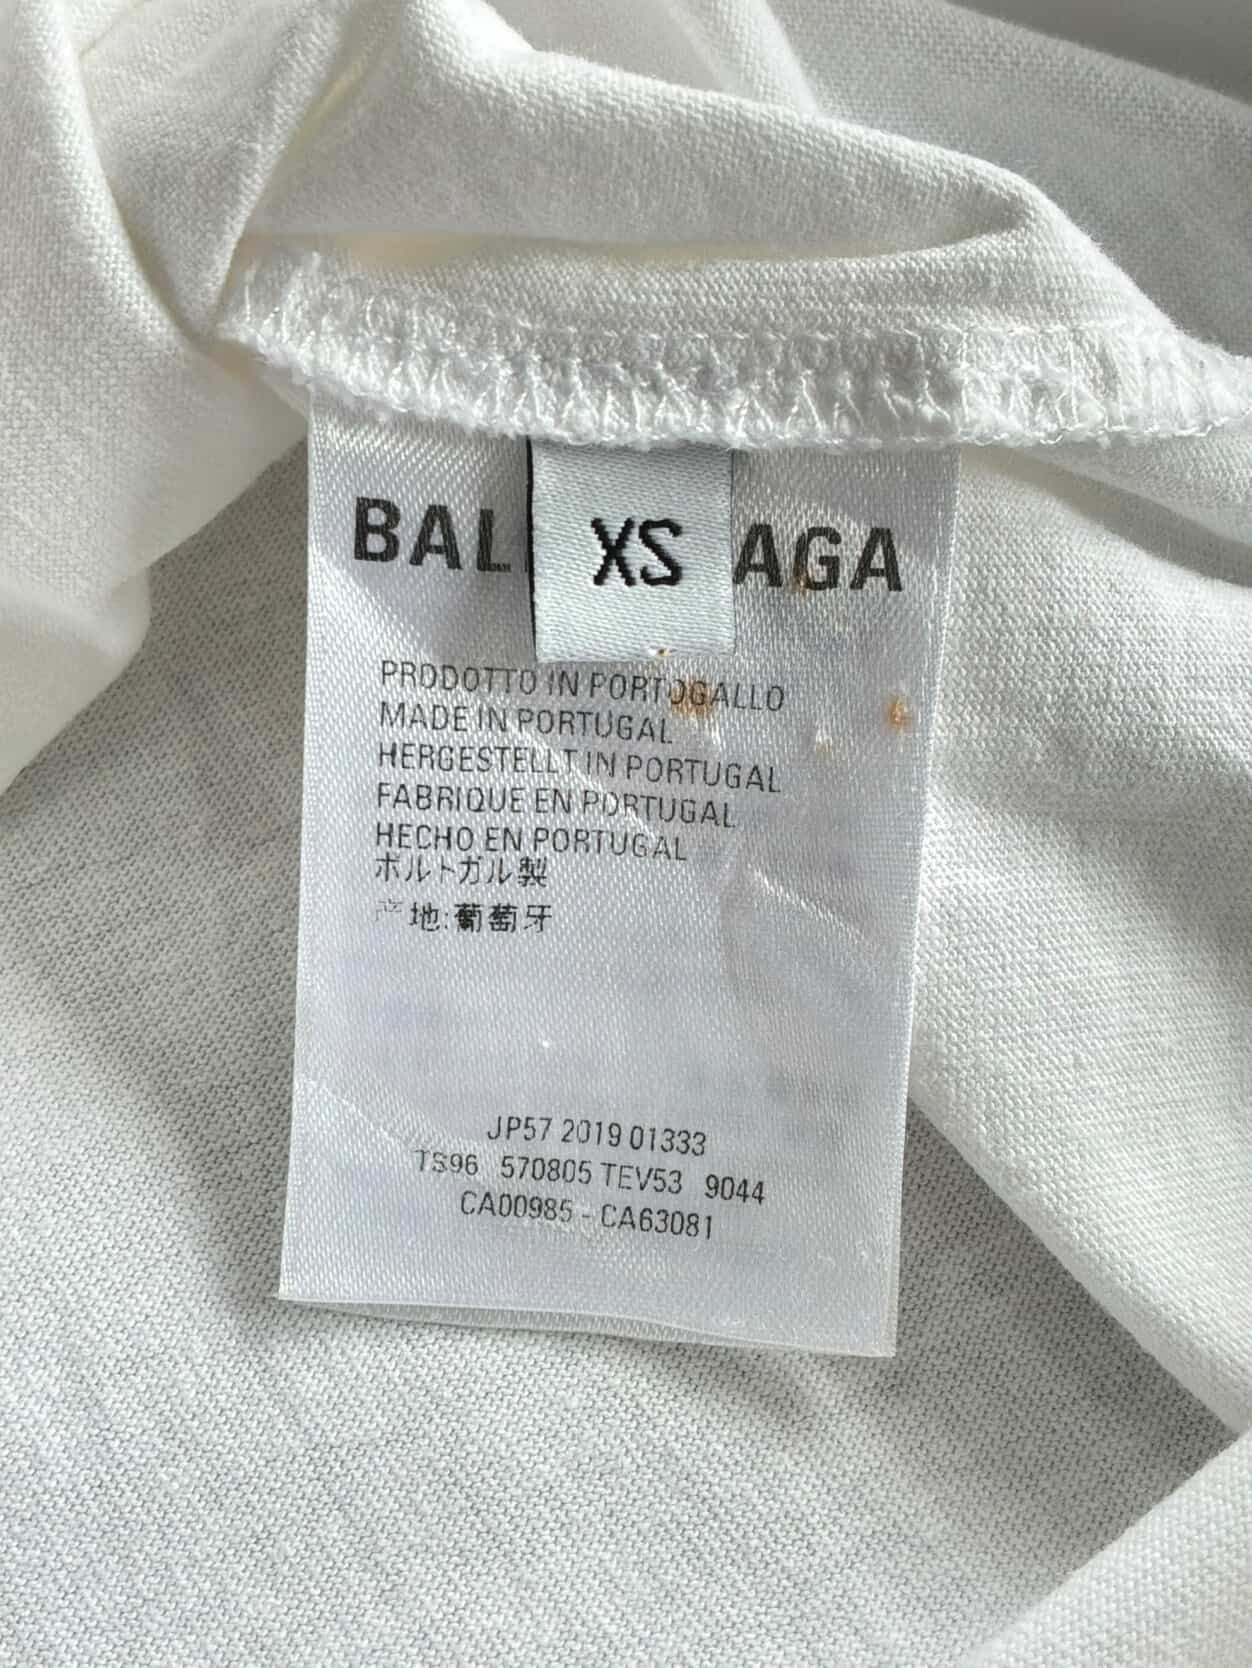 BAL AGA
XS
PRODOTTO IN PORTOGALLO
MADE IN PORTUGAL
HERGESTELLT IN PORTUGAL
FABRIQUE EN PORTUGAL
HECHO EN PORTUGAL
ポルトガル製
产地:葡萄牙
JP57 2019 01333
TS96 570805 TEV53 9044
CA00985 - CA63081